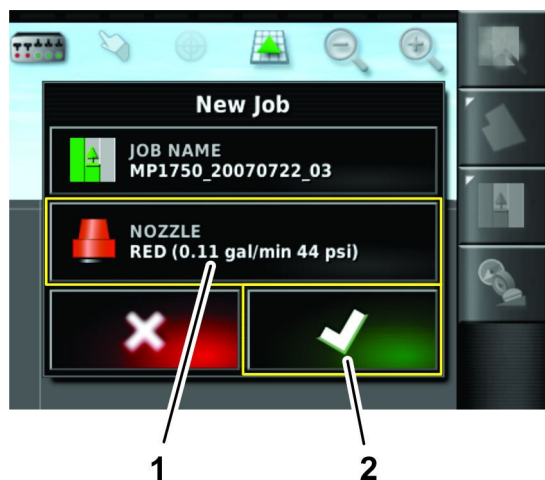 New Job
JOB NAME
MP1750_20070722_03
NOZZLE
RED (0.11 gal/min 44 psi)
1
2